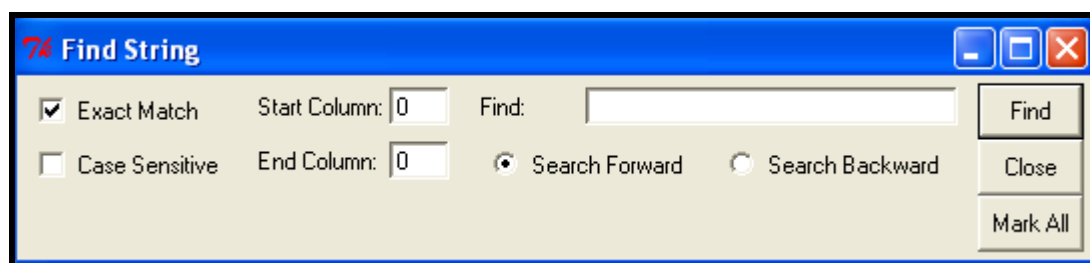 Find String
Exact Match Start Column: 0 Find: Find
Case Sensitive End Column: 0 Search Forward Search Backward Close
Mark All